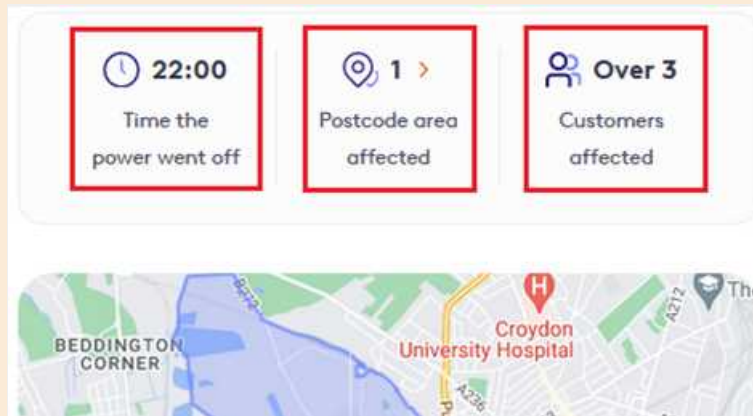 22:00
Time the
power went off
1 >
Postcode area
affected
Over 3
Customers
affected
B272
BEDDINGTON
CORNER
H
Croydon
University Hospital
A236
A212